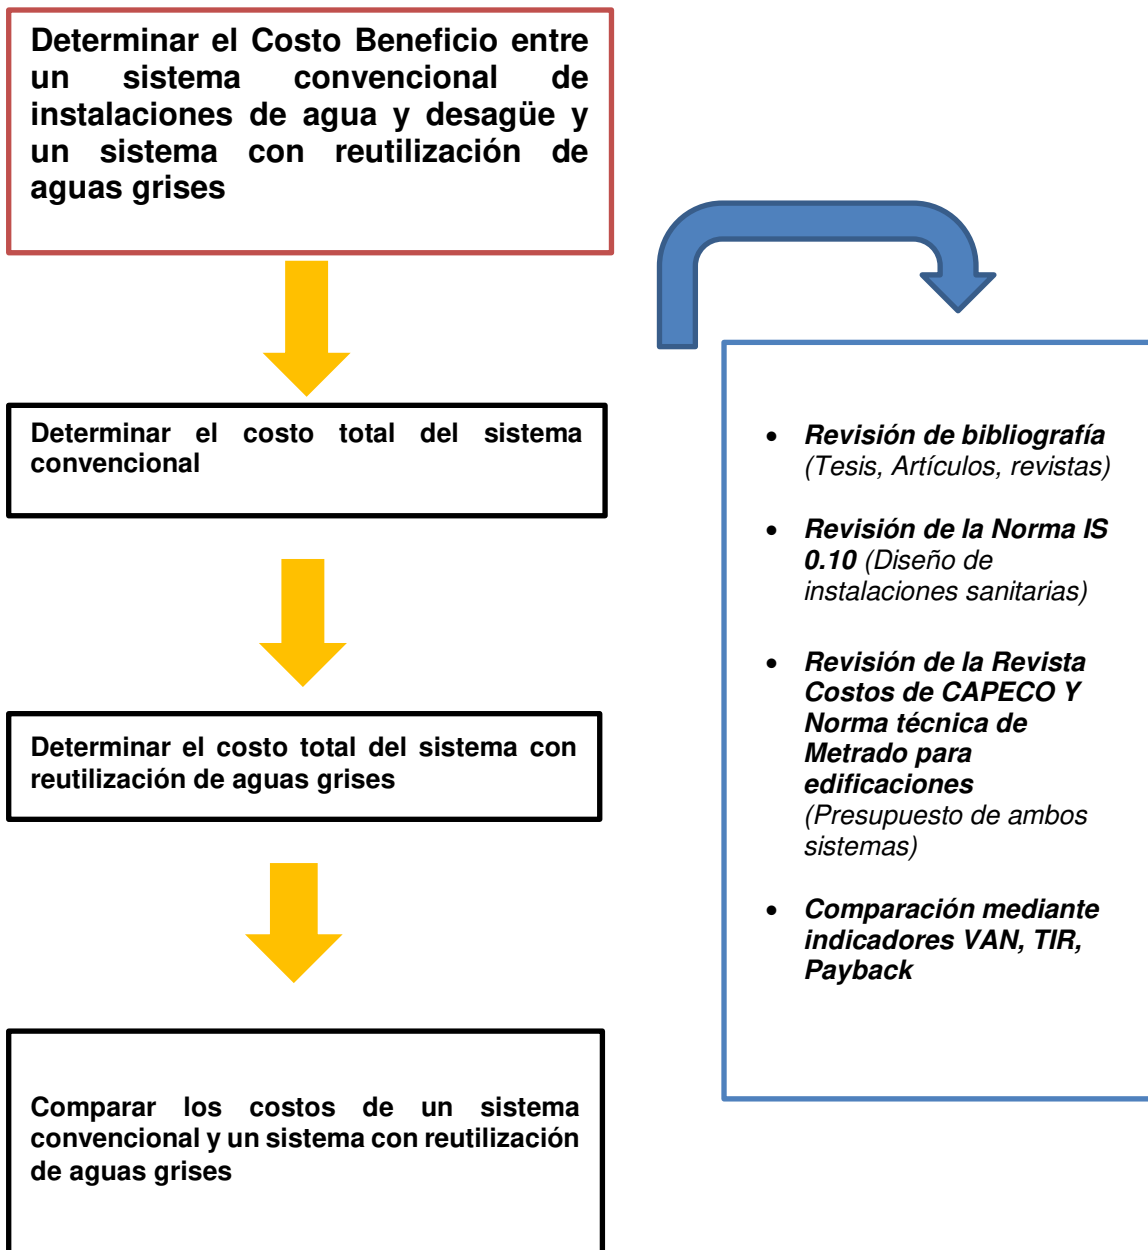 Determinar el Costo Beneficio entre
un sistema convencional de
instalaciones de agua y desagüe y
un sistema con reutilización de
aguas grises
Determinar el costo total del sistema
convencional
Determinar el costo total del sistema con
reutilización de aguas grises
Comparar los costos de un sistema
convencional y un sistema con reutilización
de aguas grises
• Revisión de bibliografía
(Tesis, Artículos, revistas)
• Revisión de la Norma IS
0.10 (Diseño de
instalaciones sanitarias)
• Revisión de la Revista
Costos de CAPECO Y
Norma técnica de
Metrado para
edificaciones
(Presupuesto de ambos
sistemas)
• Comparación mediante
indicadores VAN, TIR,
Payback